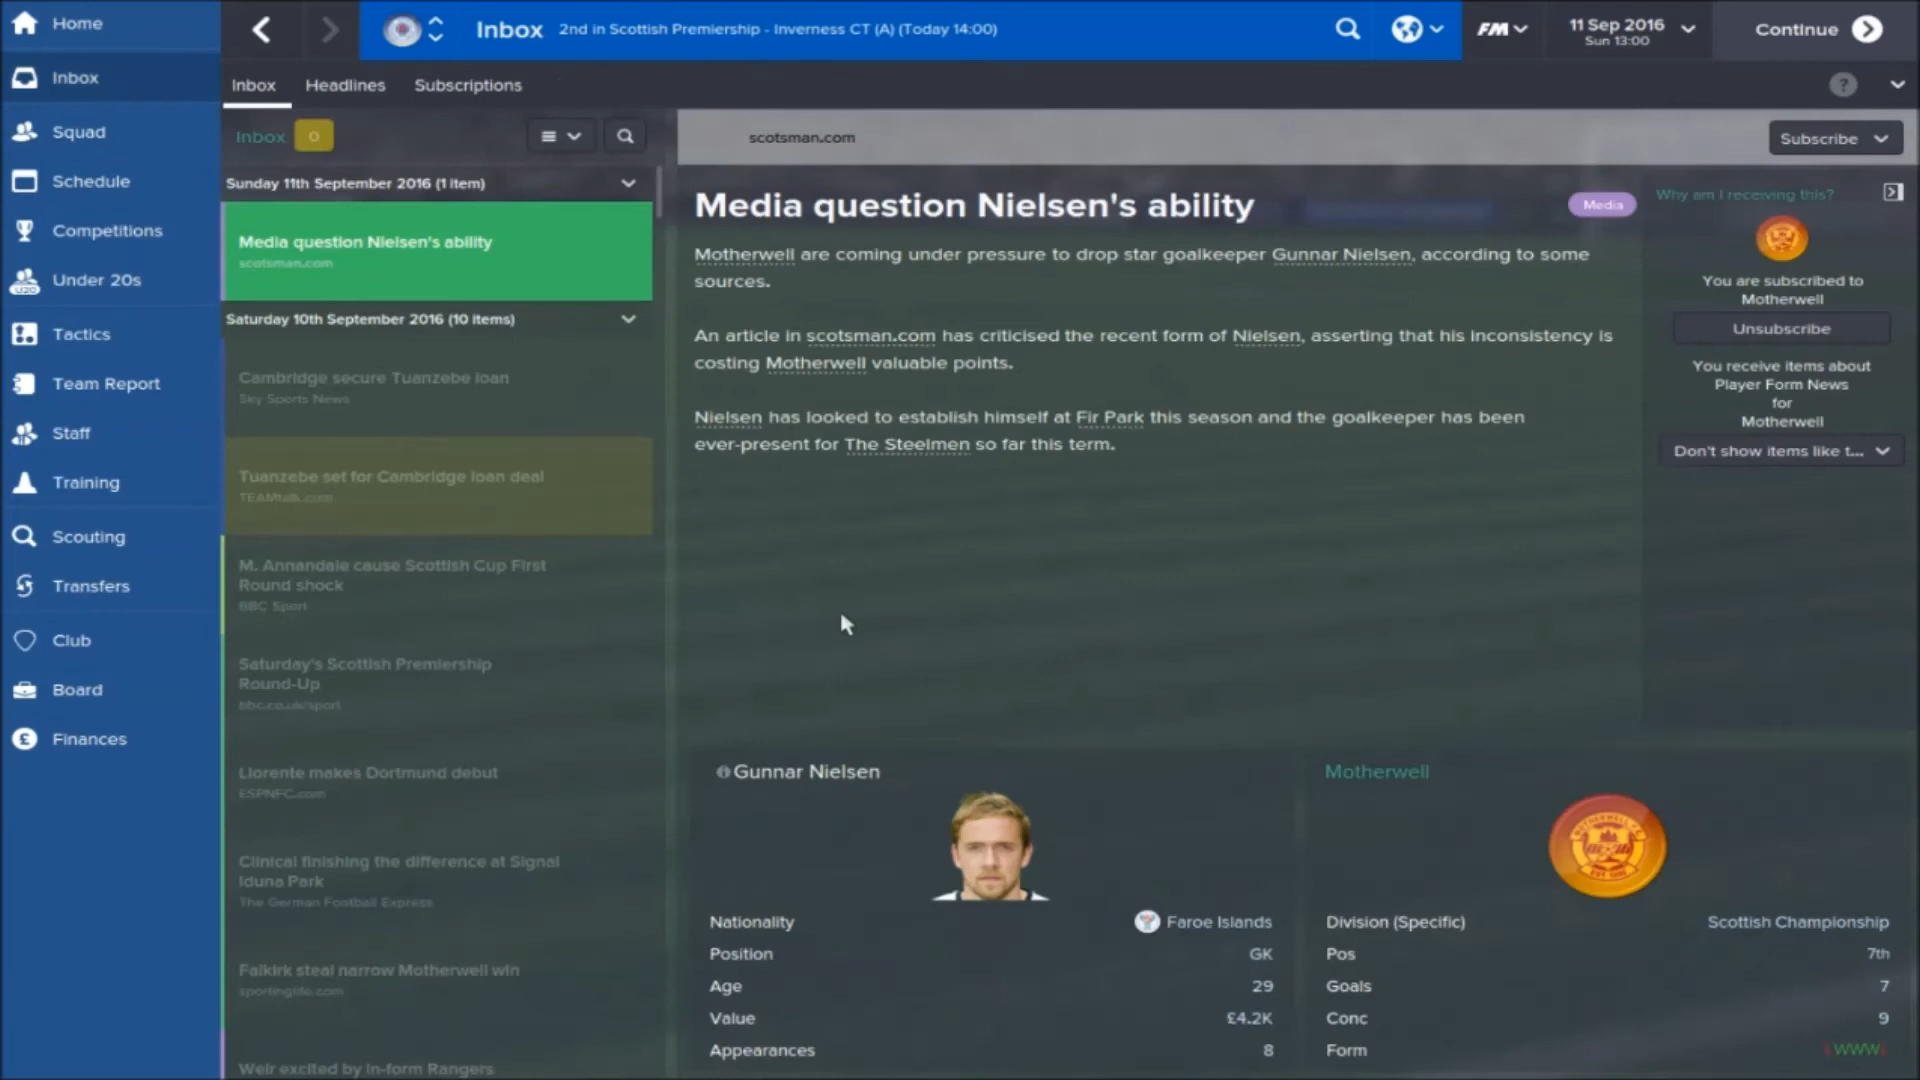 Home
Inbox
Squad
Schedule
Competitions
Under 20s
Tactics
Team Report
Staff
Training
Scouting
Transfers
Club
Board
Finances
Inbox 2nd in Scottish Premiership - Inverness CT (A) (Today 14:00)
FM
11 Sep 2016
Sun 13:00
Continue
Inbox Headlines Subscriptions
?
Inbox 0
Sunday 11th September 2016 (1 item)
Media question Nielsen's ability
scotsman.com
Saturday 10th September 2016 (10 items)
Cambridge secure Tuanzebe loan
Sky Sports News
Tuanzebe set for Cambridge loan deal
TEAMtalk.com
M. Annandale cause Scottish Cup First
Round shock
BBC Sport
Saturday's Scottish Premiership
Round-Up
bbc.co.uk/sport
Llorente makes Dortmund debut
ESPNFC.com
Clinical finishing the difference at Signal
Iduna Park
The German Football Express
Falkirk steal narrow Motherwell win
sportinglife.com
Weir excited by in-form Rangers
scotsman.com
Subscribe
Media question Nielsen's ability
Media
Motherwell are coming under pressure to drop star goalkeeper Gunnar Nielsen, according to some
sources.
An article in scotsman.com has criticised the recent form of Nielsen, asserting that his inconsistency is
costing Motherwell valuable points.
Nielsen has looked to establish himself at Fir Park this season and the goalkeeper has been
ever-present for The Steelmen so far this term.
Why am I receiving this?
You are subscribed to
Motherwell
Unsubscribe
You receive items about
Player Form News
for
Motherwell
Don't show items like t...
Gunnar Nielsen
Nationality Faroe Islands
Position GK
Age 29
Value £4.2K
Appearances 8
Motherwell
Division (Specific) Scottish Championship
Pos 7th
Goals 7
Conc 9
Form WWW